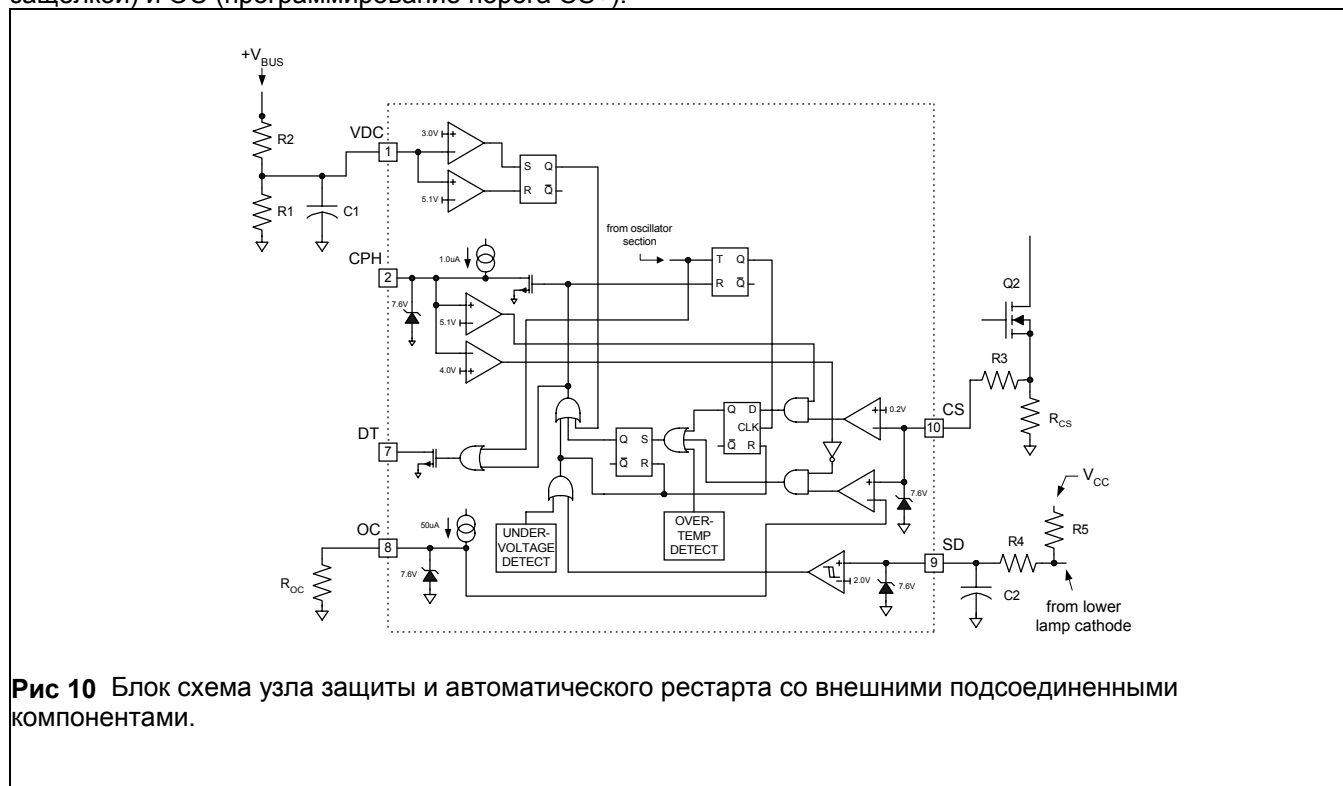 защелкой) и ОС (программирование порога CS+).
+V_BUS
R2
R1
C1
VDC
1
3.0V
5.1V
S Q
R Q̅
from oscillator
section
T Q
R Q̅
CPH
2
1.0uA
7.6V
5.1V
4.0V
Q2
R3
R_CS
CS
10
0.2V
7.6V
Q D
CLK
Q̅ R
Q S
Q̅ R
DT
7
UNDER-
VOLTAGE
DETECT
OVER-
TEMP
DETECT
OC
8
50uA
7.6V
R_OC
SD
9
2.0V
7.6V
V_CC
R5
R4
C2
from lower
lamp cathode
Рис 10 Блок схема узла защиты и автоматического рестарта со внешними подсоединенными
компонентами.